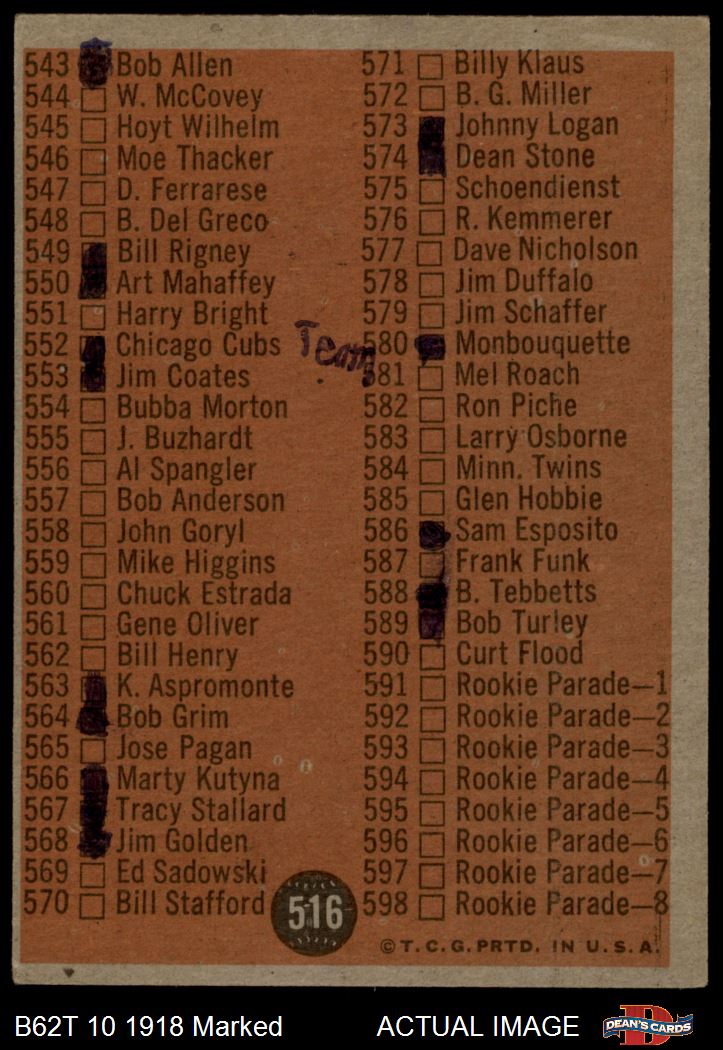 543 Bob Allen
544 W. McCovey
545 Hoyt Wilhelm
546 Moe Thacker
547 D. Ferrarese
548 B. Del Greco
549 Bill Rigney
550 Art Mahaffey
551 Harry Bright
552 Chicago Cubs Team
553 Jim Coates
554 Bubba Morton
555 J. Buzhardt
556 Al Spangler
557 Bob Anderson
558 John Goryl
559 Mike Higgins
560 Chuck Estrada
561 Gene Oliver
562 Bill Henry
563 K. Aspromonte
564 Bob Grim
565 Jose Pagan
566 Marty Kutyna
567 Tracy Stallard
568 Jim Golden
569 Ed Sadowski
570 Bill Stafford
571 Billy Klaus
572 B. G. Miller
573 Johnny Logan
574 Dean Stone
575 Schoendienst
576 R. Kemmerer
577 Dave Nicholson
578 Jim Duffalo
579 Jim Schaffer
580 Monbouquette
581 Mel Roach
582 Ron Piche
583 Larry Osborne
584 Minn. Twins
585 Glen Hobbie
586 Sam Esposito
587 Frank Funk
588 B. Tebbetts
589 Bob Turley
590 Curt Flood
591 Rookie Parade—1
592 Rookie Parade—2
593 Rookie Parade—3
594 Rookie Parade—4
595 Rookie Parade—5
596 Rookie Parade—6
597 Rookie Parade—7
598 Rookie Parade—8
516
© T.C.G. PRTD. IN U.S.A.
B62T 10 1918 Marked
ACTUAL IMAGE
D
DEAN'S CARDS